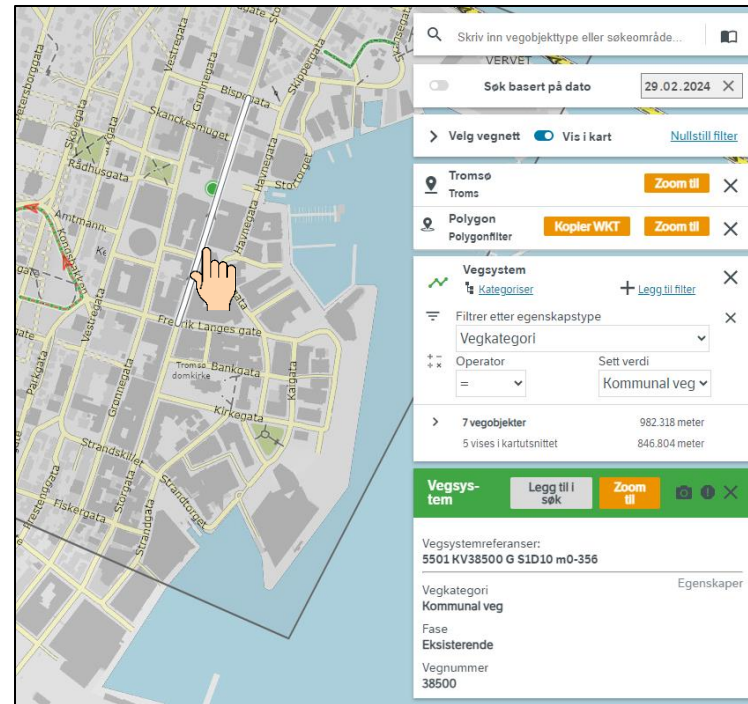 Skriv inn vegobjekttype eller søkeområde...
VERVET
Søk basert på dato
29.02.2024
Velg vegnett
Vis i kart
Nullstill filter
Tromsø
Troms
Zoom til
Polygon
Polygonfilter
Kopier WKT
Zoom til
Vegsystem
Kategoriser
Legg til filter
Filtrer etter egenskapstype
Vegkategori
Operator
Sett verdi
=
Kommunal veg
7 vegobjekter
982.318 meter
5 vises i kartutsnittet
846.804 meter
Vegsys-
tem
Legg til i
søk
Zoom
til
Vegsystemreferanser:
5501 KV38500 G S1D10 m0-356
Egenskaper
Vegkategori
Kommunal veg
Fase
Eksisterende
Vegnummer
38500
Petersborggata
Vestregata
Grønnegata
Skippergata
Bispegata
Skolegata
Skanckesmuget
Havnegata
Rådhusgata
Stortorget
Amtmann
Kongsbakken
Havnegata
gata
Fredrik Langes gate
Vestregata
Tromsø
domkirke
Bankgata
Parkgata
Grønnegata
Kaigata
Kirkegata
Strandskillet
Storgata
Strandtorget
Fiskergata
Strandgata